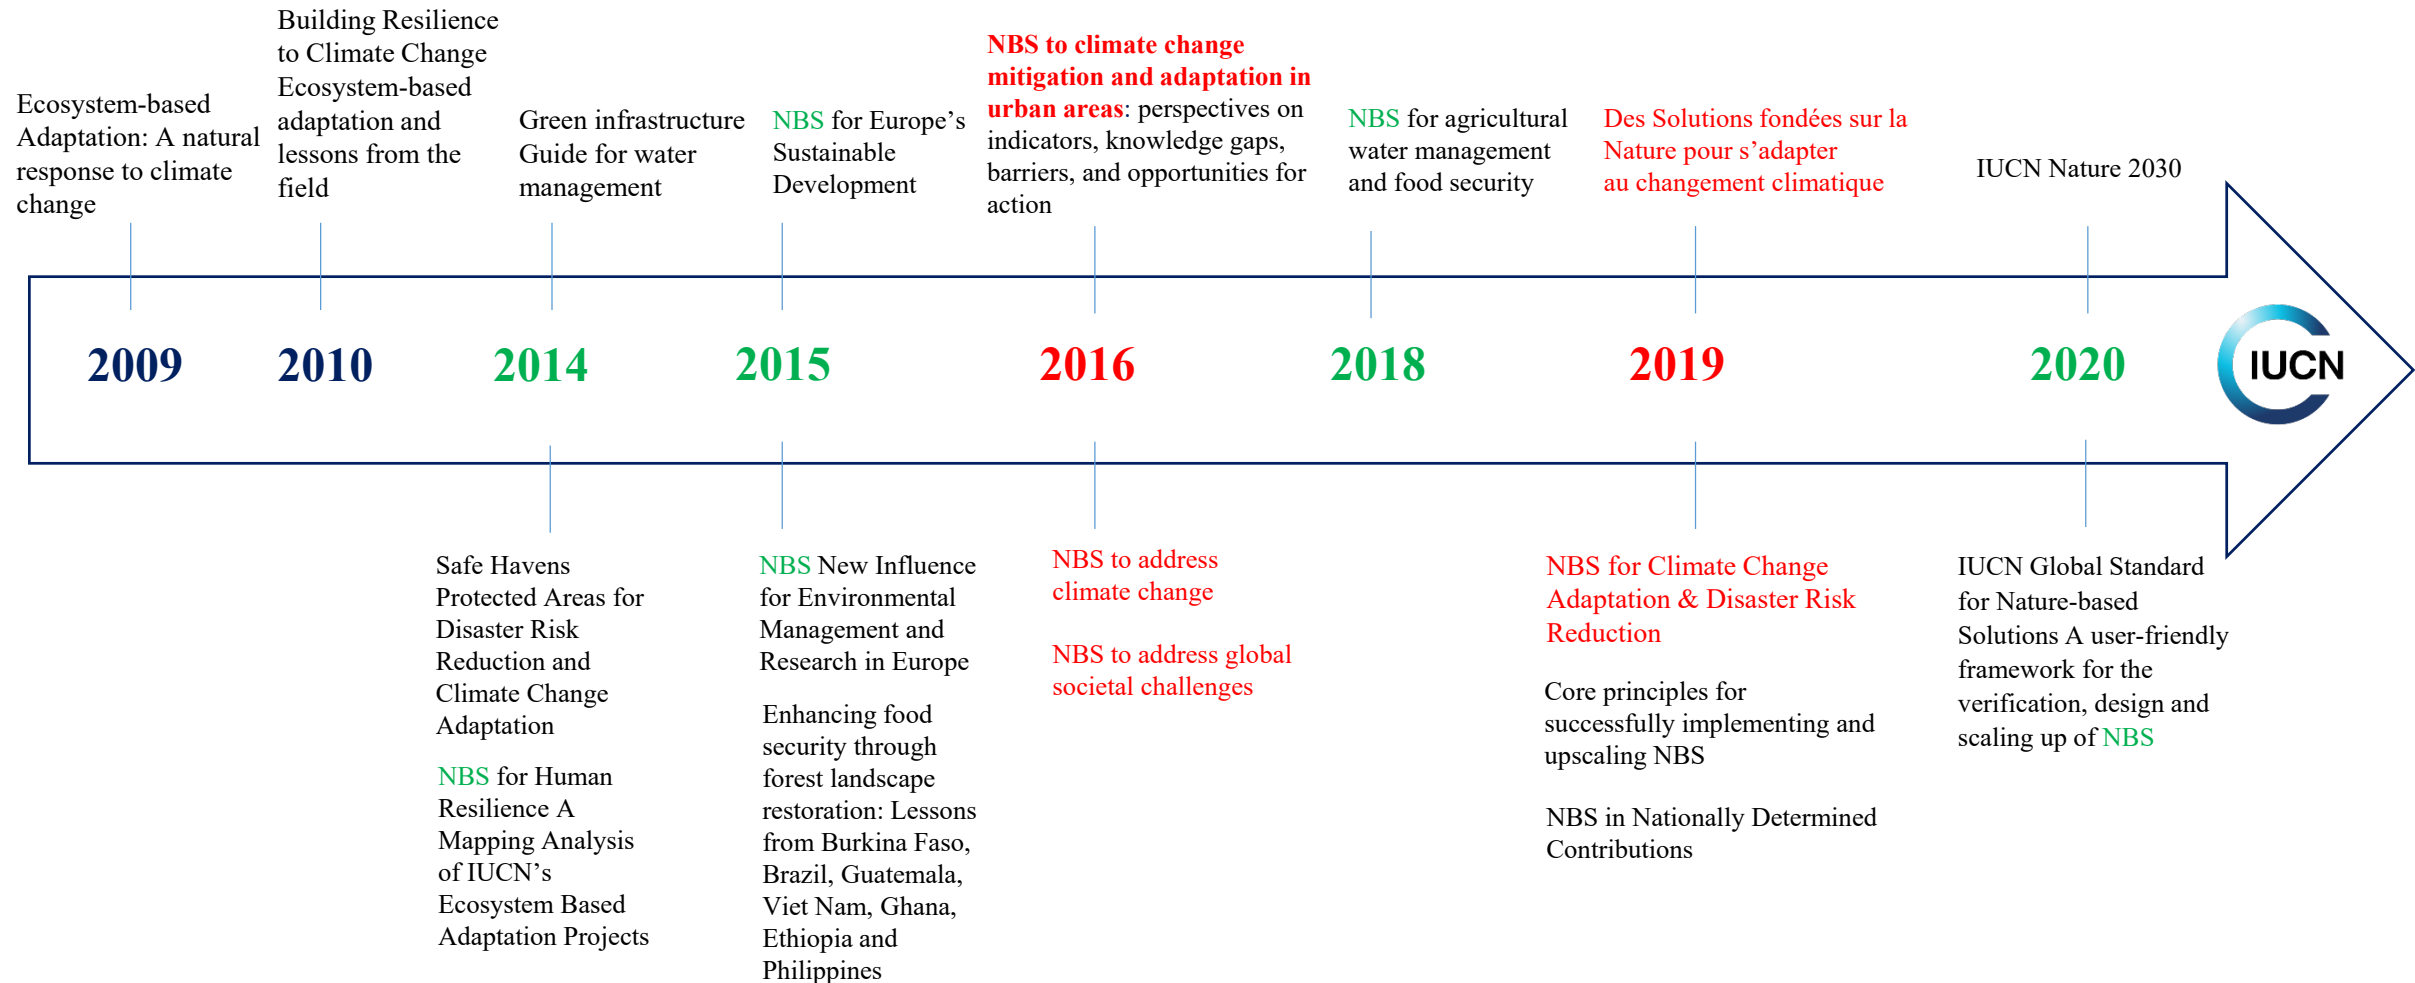 Ecosystem-based
Adaptation: A natural
response to climate
change
Building Resilience
to Climate Change
Ecosystem-based
adaptation and
lessons from the
field
Green infrastructure
Guide for water
management
NBS for Europe’s
Sustainable
Development
NBS to climate change
mitigation and adaptation in
urban areas: perspectives on
indicators, knowledge gaps,
barriers, and opportunities for
action
NBS for agricultural
water management
and food security
Des Solutions fondées sur la
Nature pour s’adapter
au changement climatique
IUCN Nature 2030
2009
2010
2014
2015
2016
2018
2019
2020
IUCN
Safe Havens
Protected Areas for
Disaster Risk
Reduction and
Climate Change
Adaptation
NBS for Human
Resilience A
Mapping Analysis
of IUCN’s
Ecosystem Based
Adaptation Projects
NBS New Influence
for Environmental
Management and
Research in Europe
Enhancing food
security through
forest landscape
restoration: Lessons
from Burkina Faso,
Brazil, Guatemala,
Viet Nam, Ghana,
Ethiopia and
Philippines
NBS to address
climate change
NBS to address global
societal challenges
NBS for Climate Change
Adaptation & Disaster Risk
Reduction
Core principles for
successfully implementing and
upscaling NBS
NBS in Nationally Determined
Contributions
IUCN Global Standard
for Nature-based
Solutions A user-friendly
framework for the
verification, design and
scaling up of NBS